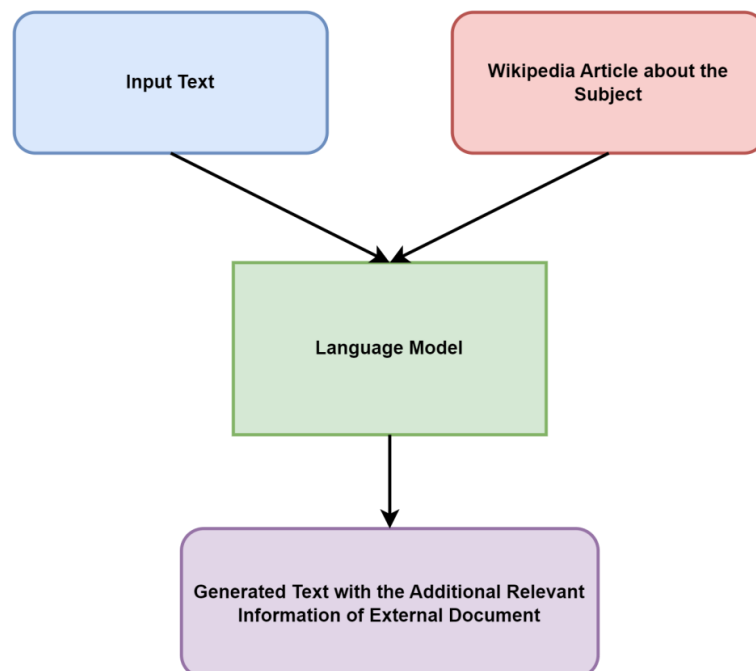 Input Text
Wikipedia Article about the
Subject
Language Model
Generated Text with the Additional Relevant
Information of External Document